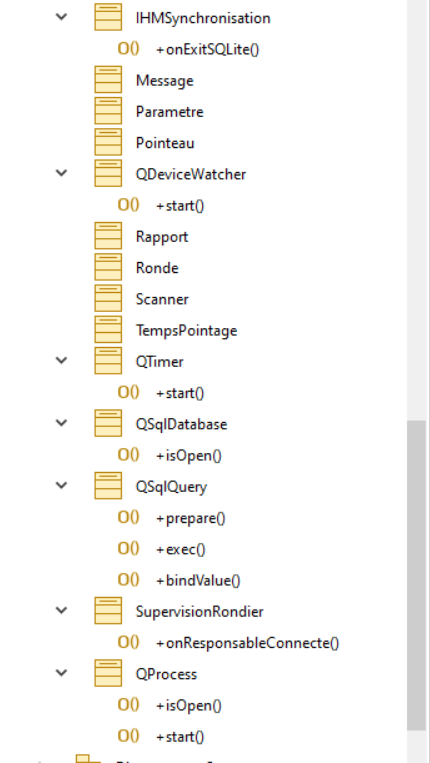 IHMSynchronisation
O() +onExitSQLite()
Message
Parametre
Pointeau
QDeviceWatcher
O() +start()
Rapport
Ronde
Scanner
TempsPointage
QTimer
O() +start()
QSqlDatabase
O() +isOpen()
QSqlQuery
O() +prepare()
O() +exec()
O() +bindValue()
SupervisionRondier
O() +onResponsableConnecte()
QProcess
O() +isOpen()
O() +start()